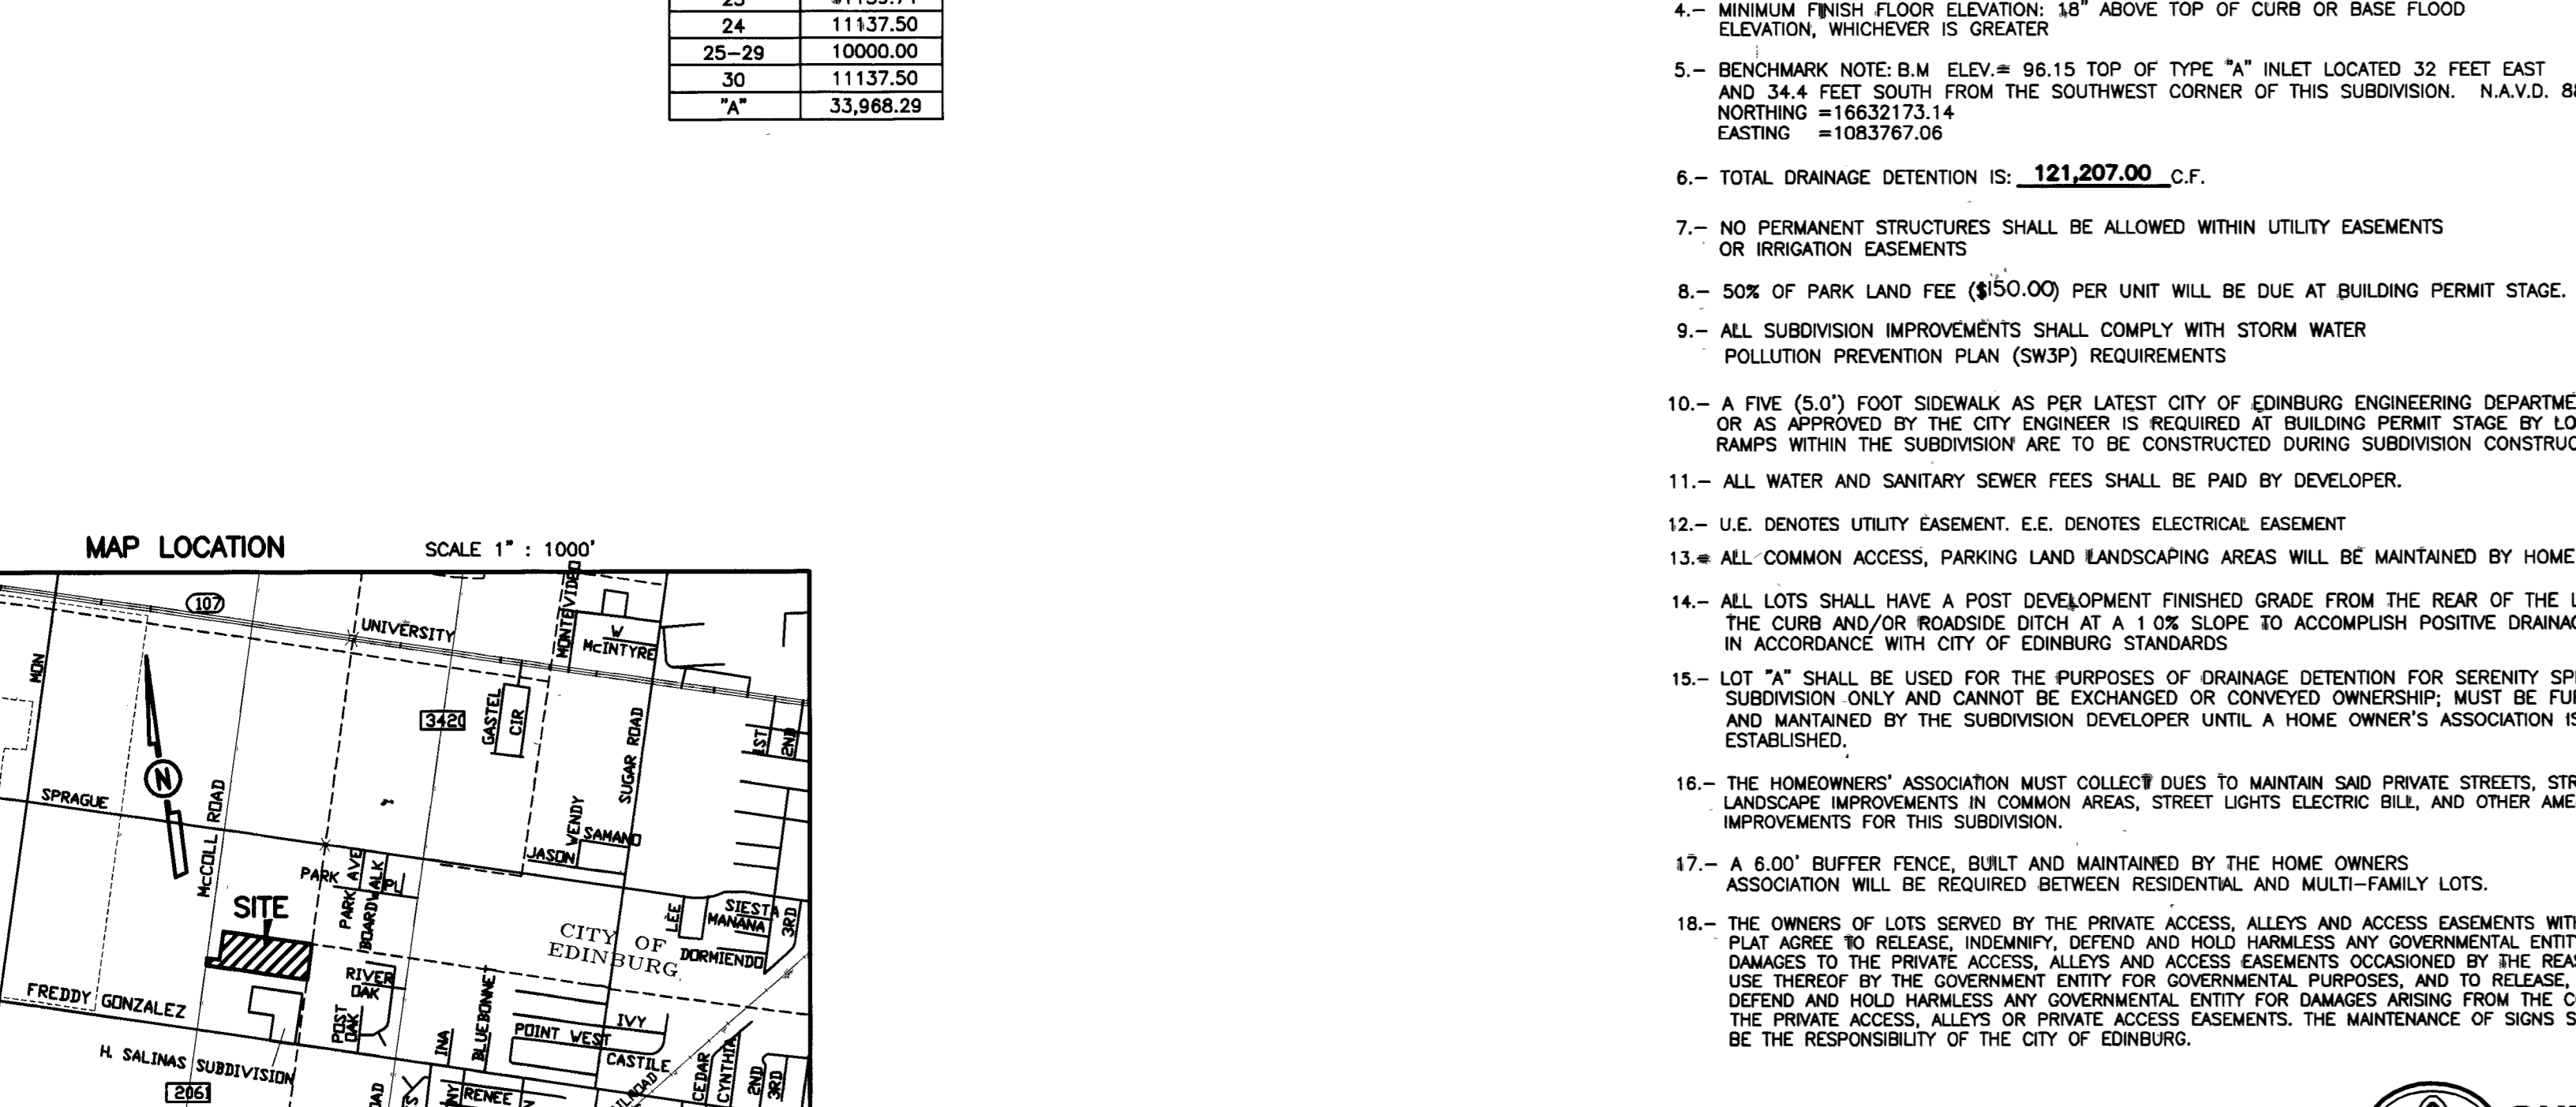 24 11137.50
25-29 10000.00
30 11137.50
"A" 33,968.29
MAP LOCATION SCALE 1" : 1000'
107
UNIVERSITY
MONTEVIDEO
W
McINTYRE
MON
3420
GASTEL
CIR
SUGAR ROAD
1ST
2ND
N
SPRAGUE
McCOLL ROAD
WENDY
SAMANO
JASON
PARK
PARK AVE
BOARDWALK
PL
SITE
LEE
SIESTA
MANANA
3RD
DORMIENDO
CITY OF
EDINBURG
RIVER
OAK
FREDDY GONZALEZ
POST
OAK
INA
BLUEBONNET
IVY
POINT WEST
CASTILE
H. SALINAS SUBDIVISION
CEDAR
CYNTHIA
2ND
3RD
2061
RENEE
4.- MINIMUM FINISH FLOOR ELEVATION: 18" ABOVE TOP OF CURB OR BASE FLOOD
ELEVATION, WHICHEVER IS GREATER
5.- BENCHMARK NOTE: B.M ELEV.= 96.15 TOP OF TYPE "A" INLET LOCATED 32 FEET EAST
AND 34.4 FEET SOUTH FROM THE SOUTHWEST CORNER OF THIS SUBDIVISION. N.A.V.D. 88
NORTHING =16632173.14
EASTING =1083767.06
6.- TOTAL DRAINAGE DETENTION IS: 121,207.00 C.F.
7.- NO PERMANENT STRUCTURES SHALL BE ALLOWED WITHIN UTILITY EASEMENTS
OR IRRIGATION EASEMENTS
8.- 50% OF PARK LAND FEE ($150.00) PER UNIT WILL BE DUE AT BUILDING PERMIT STAGE.
9.- ALL SUBDIVISION IMPROVEMENTS SHALL COMPLY WITH STORM WATER
POLLUTION PREVENTION PLAN (SW3P) REQUIREMENTS
10.- A FIVE (5.0') FOOT SIDEWALK AS PER LATEST CITY OF EDINBURG ENGINEERING DEPARTME
OR AS APPROVED BY THE CITY ENGINEER IS REQUIRED AT BUILDING PERMIT STAGE BY LO
RAMPS WITHIN THE SUBDIVISION ARE TO BE CONSTRUCTED DURING SUBDIVISION CONSTRUC
11.- ALL WATER AND SANITARY SEWER FEES SHALL BE PAID BY DEVELOPER.
12.- U.E. DENOTES UTILITY EASEMENT. E.E. DENOTES ELECTRICAL EASEMENT
13.- ALL COMMON ACCESS, PARKING LAND LANDSCAPING AREAS WILL BE MAINTAINED BY HOME
14.- ALL LOTS SHALL HAVE A POST DEVELOPMENT FINISHED GRADE FROM THE REAR OF THE L
THE CURB AND/OR ROADSIDE DITCH AT A 1 0% SLOPE TO ACCOMPLISH POSITIVE DRAINAG
IN ACCORDANCE WITH CITY OF EDINBURG STANDARDS
15.- LOT "A" SHALL BE USED FOR THE PURPOSES OF DRAINAGE DETENTION FOR SERENITY SP
SUBDIVISION ONLY AND CANNOT BE EXCHANGED OR CONVEYED OWNERSHIP; MUST BE FU
AND MANTAINED BY THE SUBDIVISION DEVELOPER UNTIL A HOME OWNER'S ASSOCIATION IS
ESTABLISHED.
16.- THE HOMEOWNERS' ASSOCIATION MUST COLLECT DUES TO MAINTAIN SAID PRIVATE STREETS, STR
LANDSCAPE IMPROVEMENTS IN COMMON AREAS, STREET LIGHTS ELECTRIC BILL, AND OTHER AME
IMPROVEMENTS FOR THIS SUBDIVISION.
17.- A 6.00' BUFFER FENCE, BUILT AND MAINTAINED BY THE HOME OWNERS
ASSOCIATION WILL BE REQUIRED BETWEEN RESIDENTIAL AND MULTI-FAMILY LOTS.
18.- THE OWNERS OF LOTS SERVED BY THE PRIVATE ACCESS, ALLEYS AND ACCESS EASEMENTS WIT
PLAT AGREE TO RELEASE, INDEMNIFY, DEFEND AND HOLD HARMLESS ANY GOVERNMENTAL ENTIT
DAMAGES TO THE PRIVATE ACCESS, ALLEYS AND ACCESS EASEMENTS OCCASIONED BY THE REA
USE THEREOF BY THE GOVERNMENT ENTITY FOR GOVERNMENTAL PURPOSES, AND TO RELEASE,
DEFEND AND HOLD HARMLESS ANY GOVERNMENTAL ENTITY FOR DAMAGES ARISING FROM THE C
THE PRIVATE ACCESS, ALLEYS OR PRIVATE ACCESS EASEMENTS. THE MAINTENANCE OF SIGNS S
BE THE RESPONSIBILITY OF THE CITY OF EDINBURG.